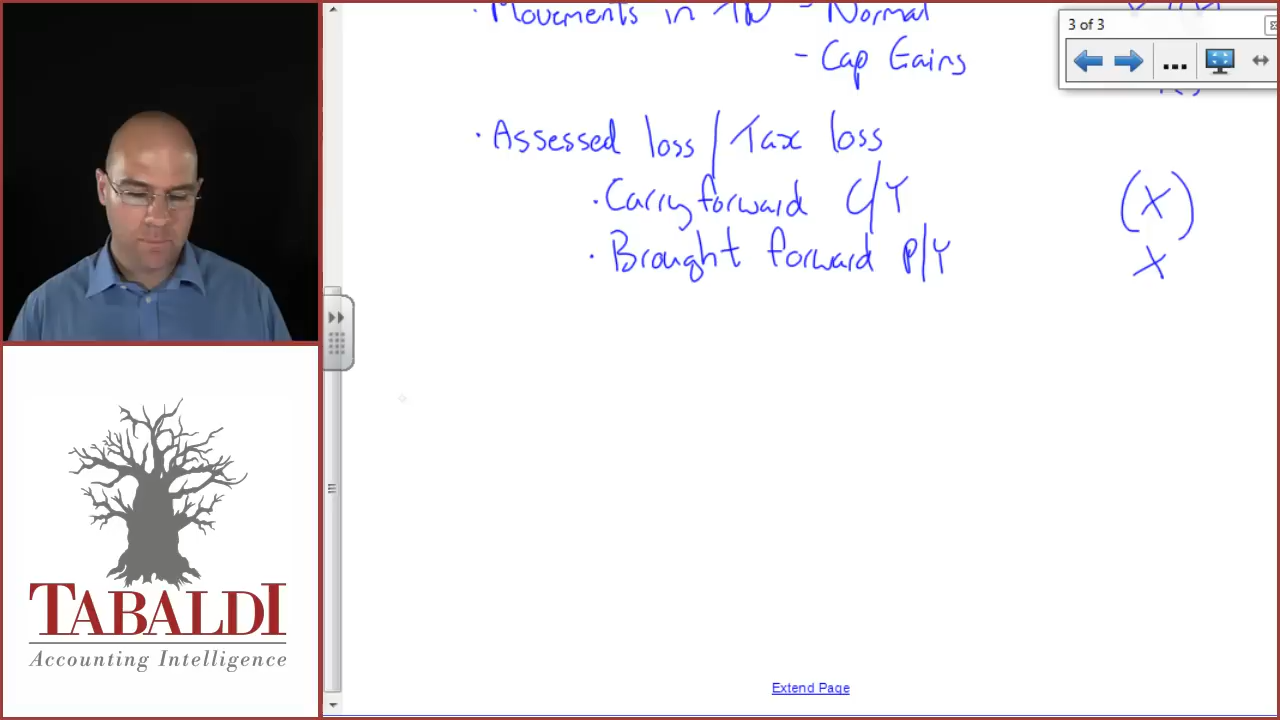 · Movements in TD - Normal
- Cap Gains
3 of 3
...
· Assessed loss / Tax loss
· Carry forward C/Y (X)
· Brought forward P/Y X
TABALDI
Accounting Intelligence
Extend Page